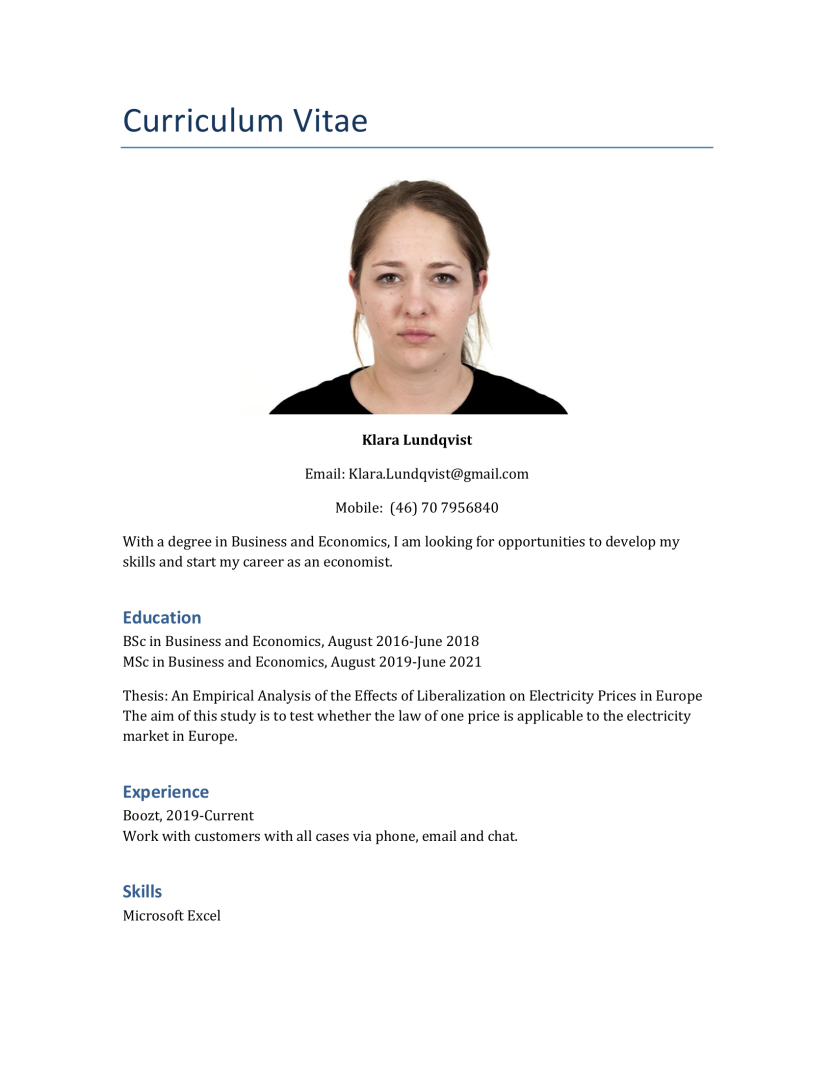 Curriculum Vitae
Klara Lundqvist
Email: Klara.Lundqvist@gmail.com
Mobile:  (46) 70 7956840
With a degree in Business and Economics, I am looking for opportunities to develop my
skills and start my career as an economist.
Education
BSc in Business and Economics, August 2016-June 2018
MSc in Business and Economics, August 2019-June 2021
Thesis: An Empirical Analysis of the Effects of Liberalization on Electricity Prices in Europe
The aim of this study is to test whether the law of one price is applicable to the electricity
market in Europe.
Experience
Boozt, 2019-Current
Work with customers with all cases via phone, email and chat.
Skills
Microsoft Excel